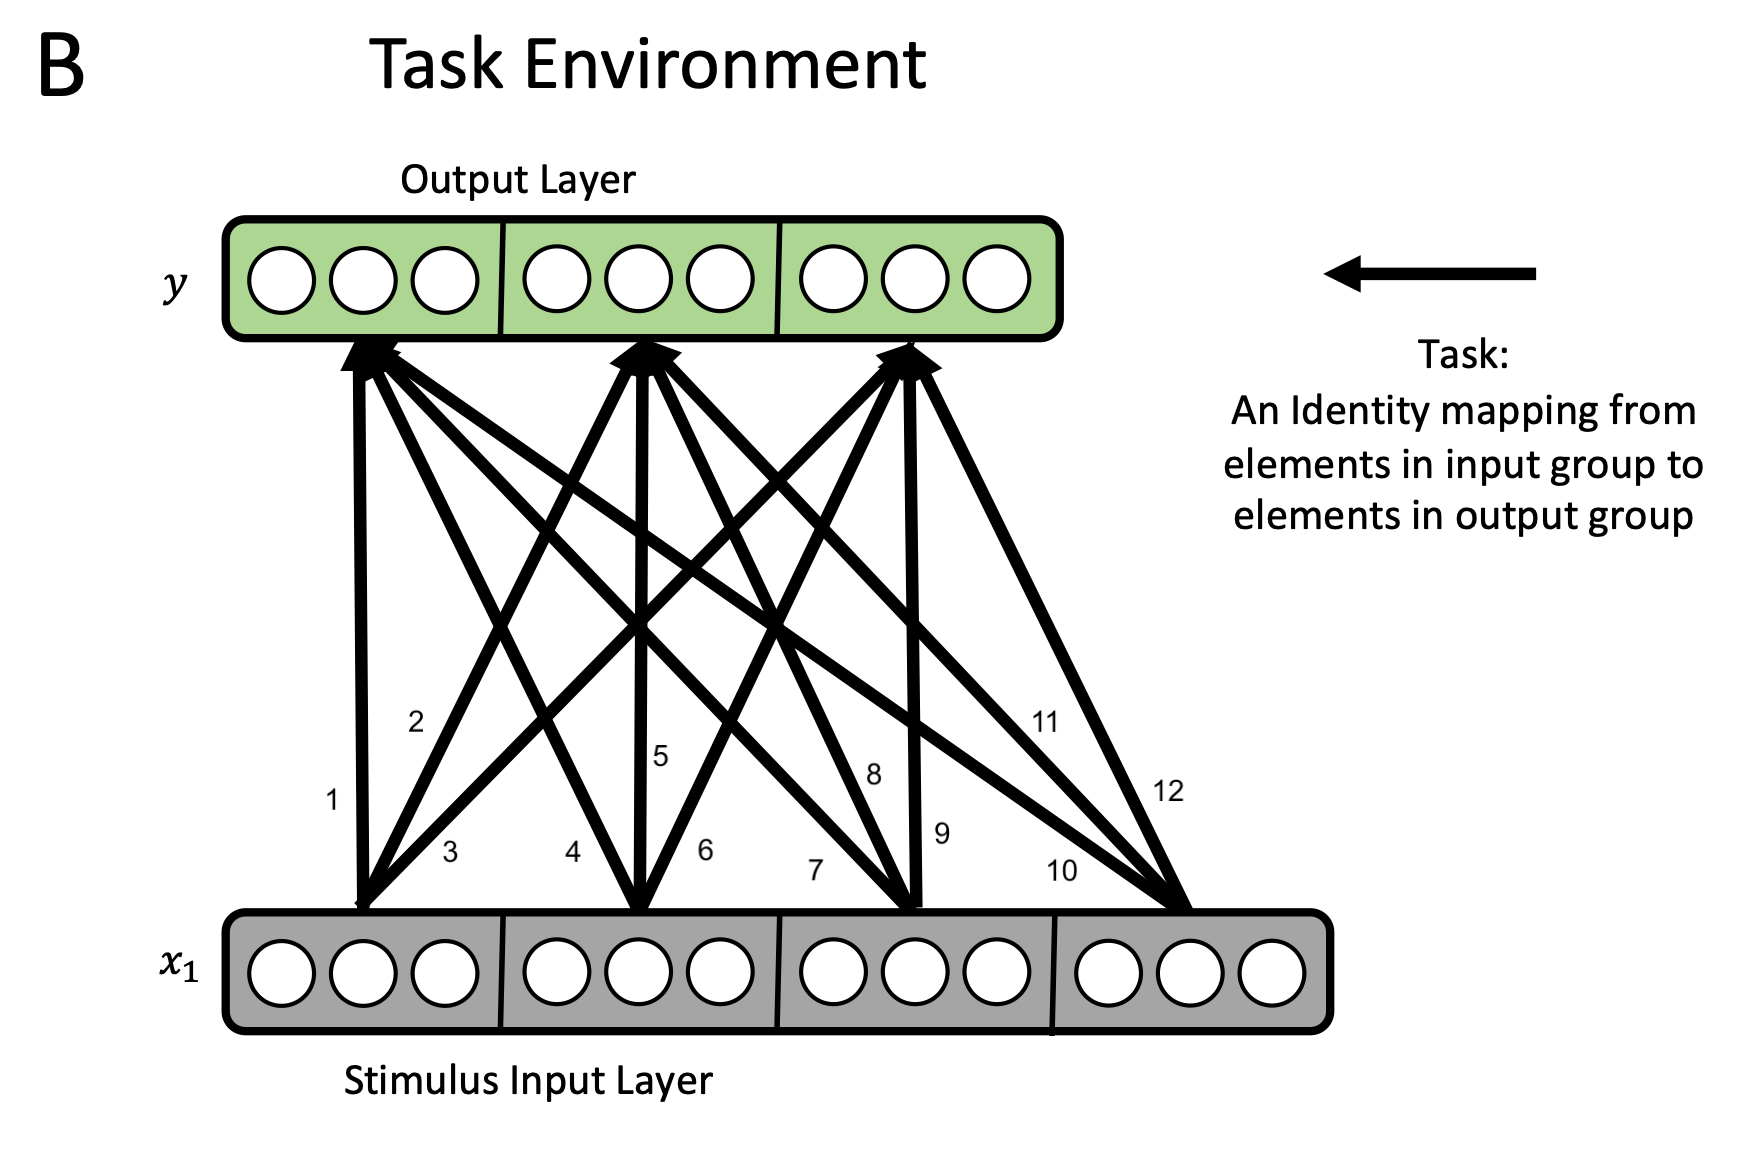 B
Task Environment
Output Layer
y
Task:
An Identity mapping from
elements in input group to
elements in output group
2
11
5
8
12
1
9
3
4
6
7
10
x₁
Stimulus Input Layer